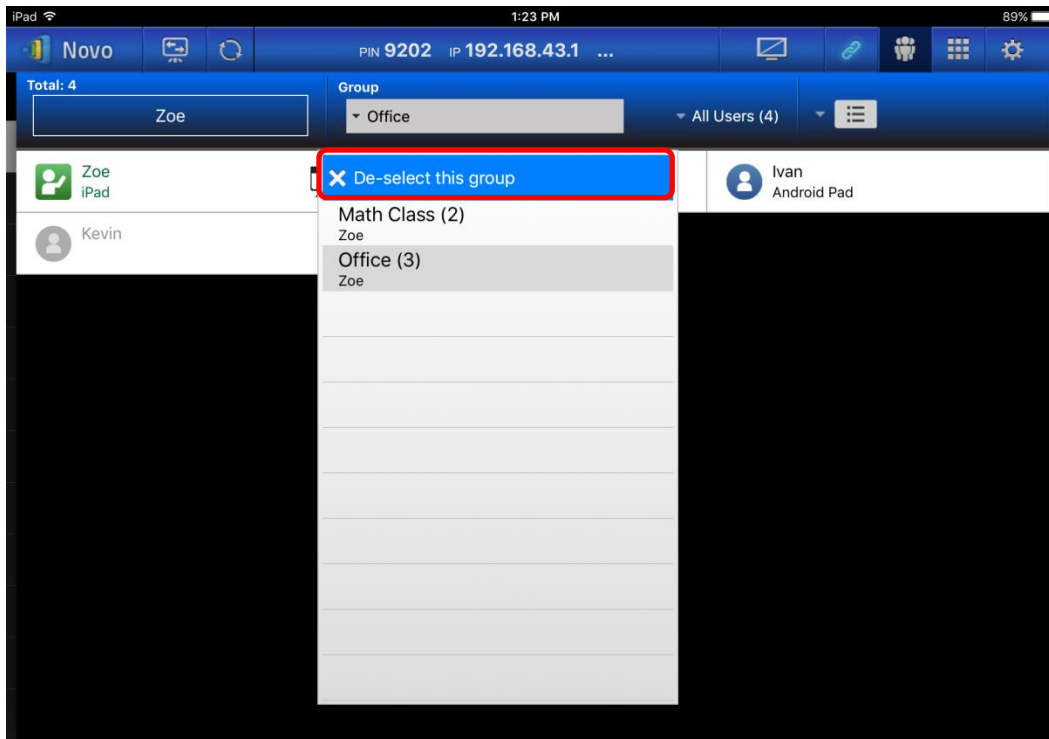 iPad 1:23 PM 89%
Novo PIN 9202 IP 192.168.43.1 ...
Total: 4 Group
Zoe Office All Users (4)
Zoe
iPad
De-select this group
Ivan
Android Pad
Kevin
Math Class (2)
Zoe
Office (3)
Zoe